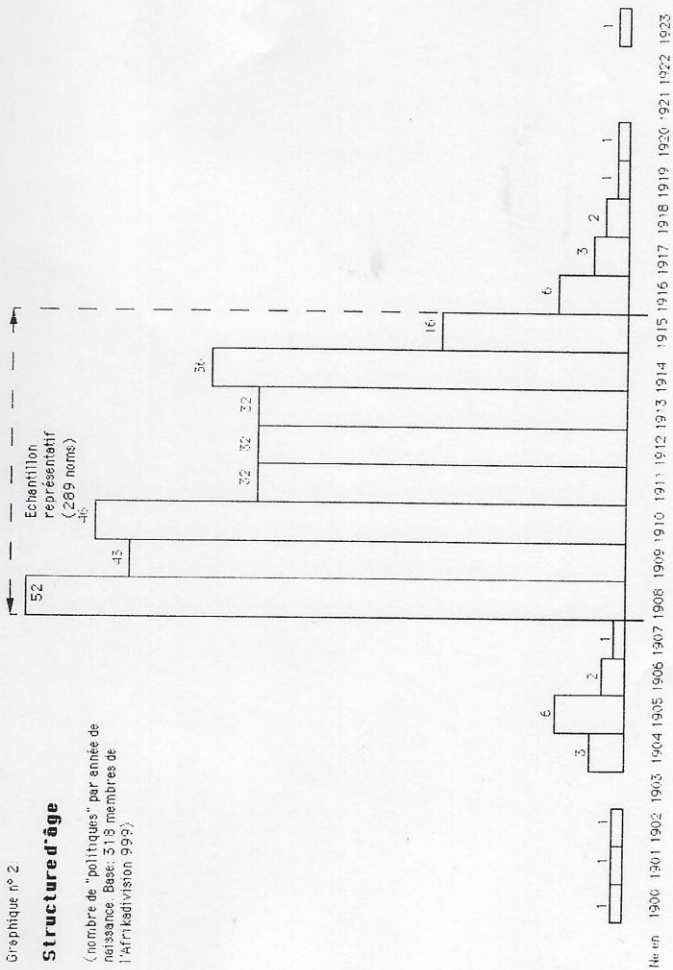 Graphique n° 2:
Structure d'âge
(nombre de "politiques" par année de
naissance. Base: 318 membres de
l'Afrikadivision 999)
Echantillon
représentatif
(289 noms)
1 1 1 3 6 2 1 52 43 46 32 32 32 36 16 6 3 2 1 1 1
Né en 1900 1901 1902 1903 1904 1905 1906 1907 1908 1909 1910 1911 1912 1913 1914 1915 1916 1917 1918 1919 1920 1921 1922 1923